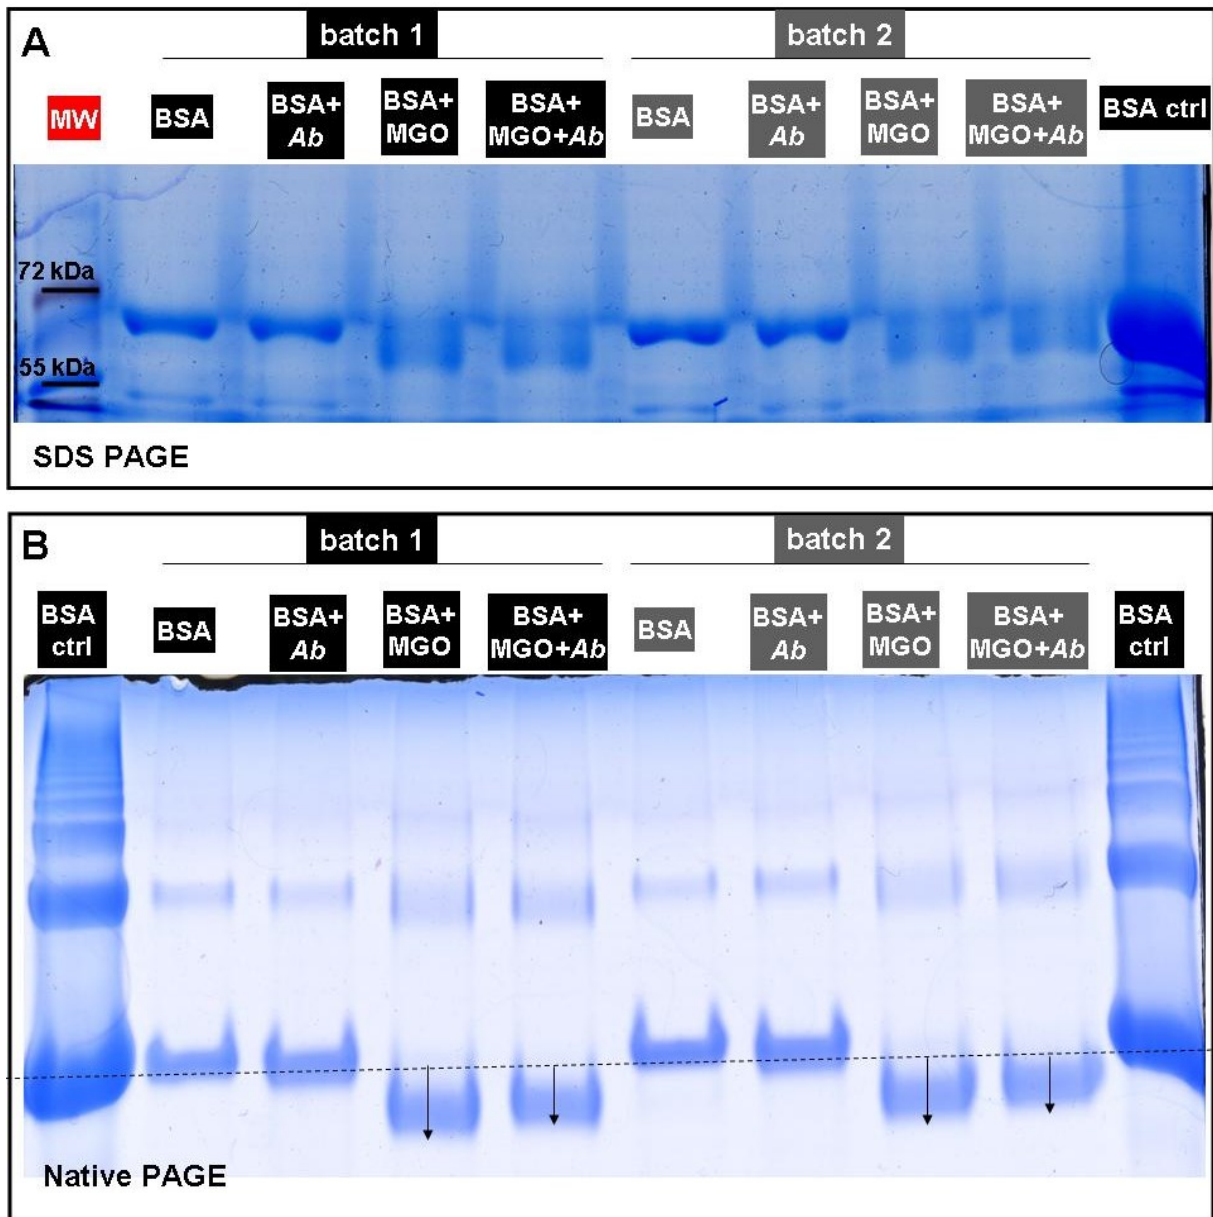 A
batch 1
batch 2
MW
BSA
BSA+
Ab
BSA+
MGO
BSA+
MGO+Ab
BSA
BSA+
Ab
BSA+
MGO
BSA+
MGO+Ab
BSA ctrl
72 kDa
55 kDa
SDS PAGE
B
batch 1
batch 2
BSA
ctrl
BSA
BSA+
Ab
BSA+
MGO
BSA+
MGO+Ab
BSA
BSA+
Ab
BSA+
MGO
BSA+
MGO+Ab
BSA
ctrl
Native PAGE